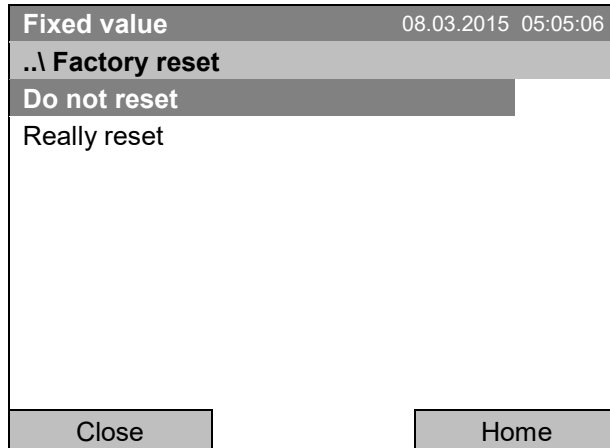 Fixed value 08.03.2015 05:05:06
..\ Factory reset
Do not reset
Really reset
Close Home